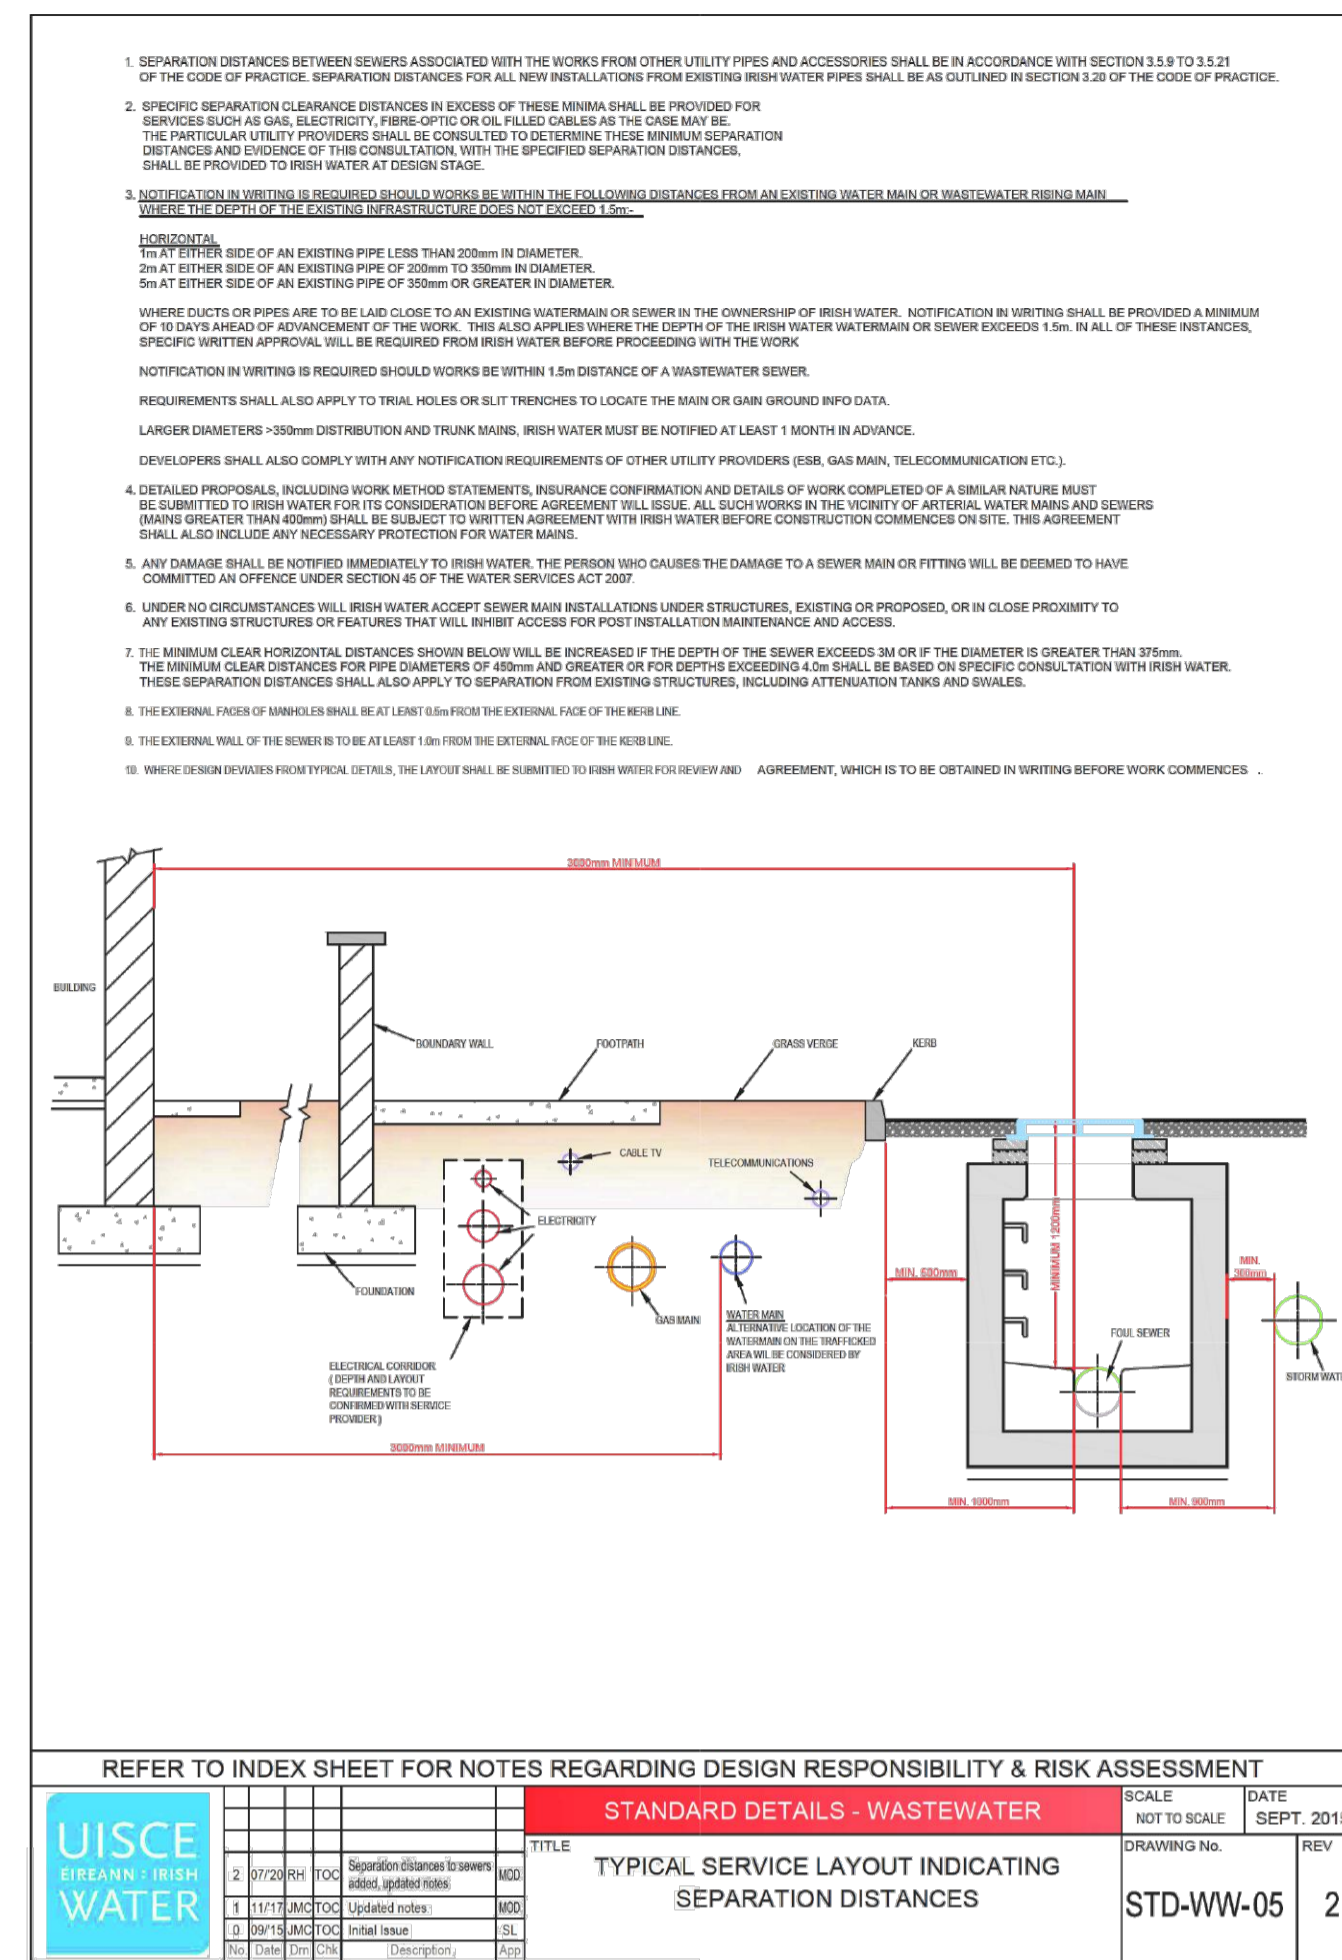 1. SEPARATION DISTANCES BETWEEN SEWERS ASSOCIATED WITH THE WORKS FROM OTHER UTILITY PIPES AND ACCESSORIES SHALL BE IN ACCORDANCE WITH SECTION 3.5.9 TO 3.5.21
OF THE CODE OF PRACTICE. SEPARATION DISTANCES FOR ALL NEW INSTALLATIONS FROM EXISTING IRISH WATER PIPES SHALL BE AS OUTLINED IN SECTION 3.20 OF THE CODE OF PRACTICE.
2. SPECIFIC SEPARATION CLEARANCE DISTANCES IN EXCESS OF THESE MINIMA SHALL BE PROVIDED FOR
SERVICES SUCH AS GAS, ELECTRICITY, FIBRE-OPTIC OR OIL FILLED CABLES AS THE CASE MAY BE.
THE PARTICULAR UTILITY PROVIDERS SHALL BE CONSULTED TO DETERMINE THESE MINIMUM SEPARATION
DISTANCES AND EVIDENCE OF THIS CONSULTATION, WITH THE SPECIFIED SEPARATION DISTANCES,
SHALL BE PROVIDED TO IRISH WATER AT DESIGN STAGE.
3. NOTIFICATION IN WRITING IS REQUIRED SHOULD WORKS BE WITHIN THE FOLLOWING DISTANCES FROM AN EXISTING WATER MAIN OR WASTEWATER RISING MAIN
WHERE THE DEPTH OF THE EXISTING INFRASTRUCTURE DOES NOT EXCEED 1.5m:-
HORIZONTAL
1m AT EITHER SIDE OF AN EXISTING PIPE LESS THAN 200mm IN DIAMETER.
2m AT EITHER SIDE OF AN EXISTING PIPE OF 200mm TO 350mm IN DIAMETER.
5m AT EITHER SIDE OF AN EXISTING PIPE OF 350mm OR GREATER IN DIAMETER.
WHERE DUCTS OR PIPES ARE TO BE LAID CLOSE TO AN EXISTING WATERMAIN OR SEWER IN THE OWNERSHIP OF IRISH WATER. NOTIFICATION IN WRITING SHALL BE PROVIDED A MINIMUM
OF 10 DAYS AHEAD OF ADVANCEMENT OF THE WORK. THIS ALSO APPLIES WHERE THE DEPTH OF THE IRISH WATER WATERMAIN OR SEWER EXCEEDS 1.5m. IN ALL OF THESE INSTANCES,
SPECIFIC WRITTEN APPROVAL WILL BE REQUIRED FROM IRISH WATER BEFORE PROCEEDING WITH THE WORK
NOTIFICATION IN WRITING IS REQUIRED SHOULD WORKS BE WITHIN 1.5m DISTANCE OF A WASTEWATER SEWER.
REQUIREMENTS SHALL ALSO APPLY TO TRIAL HOLES OR SLIT TRENCHES TO LOCATE THE MAIN OR GAIN GROUND INFO DATA.
LARGER DIAMETERS >350mm DISTRIBUTION AND TRUNK MAINS, IRISH WATER MUST BE NOTIFIED AT LEAST 1 MONTH IN ADVANCE.
DEVELOPERS SHALL ALSO COMPLY WITH ANY NOTIFICATION REQUIREMENTS OF OTHER UTILITY PROVIDERS (ESB, GAS MAIN, TELECOMMUNICATION ETC.).
4. DETAILED PROPOSALS, INCLUDING WORK METHOD STATEMENTS, INSURANCE CONFIRMATION AND DETAILS OF WORK COMPLETED OF A SIMILAR NATURE MUST
BE SUBMITTED TO IRISH WATER FOR ITS CONSIDERATION BEFORE AGREEMENT WILL ISSUE. ALL SUCH WORKS IN THE VICINITY OF ARTERIAL WATER MAINS AND SEWERS
(MAINS GREATER THAN 400mm) SHALL BE SUBJECT TO WRITTEN AGREEMENT WITH IRISH WATER BEFORE CONSTRUCTION COMMENCES ON SITE. THIS AGREEMENT
SHALL ALSO INCLUDE ANY NECESSARY PROTECTION FOR WATER MAINS.
5. ANY DAMAGE SHALL BE NOTIFIED IMMEDIATELY TO IRISH WATER. THE PERSON WHO CAUSES THE DAMAGE TO A SEWER MAIN OR FITTING WILL BE DEEMED TO HAVE
COMMITTED AN OFFENCE UNDER SECTION 45 OF THE WATER SERVICES ACT 2007.
6. UNDER NO CIRCUMSTANCES WILL IRISH WATER ACCEPT SEWER MAIN INSTALLATIONS UNDER STRUCTURES, EXISTING OR PROPOSED, OR IN CLOSE PROXIMITY TO
ANY EXISTING STRUCTURES OR FEATURES THAT WILL INHIBIT ACCESS FOR POST INSTALLATION MAINTENANCE AND ACCESS.
7. THE MINIMUM CLEAR HORIZONTAL DISTANCES SHOWN BELOW WILL BE INCREASED IF THE DEPTH OF THE SEWER EXCEEDS 3M OR IF THE DIAMETER IS GREATER THAN 375mm.
THE MINIMUM CLEAR DISTANCES FOR PIPE DIAMETERS OF 450mm AND GREATER OR FOR DEPTHS EXCEEDING 4.0m SHALL BE BASED ON SPECIFIC CONSULTATION WITH IRISH WATER.
THESE SEPARATION DISTANCES SHALL ALSO APPLY TO SEPARATION FROM EXISTING STRUCTURES, INCLUDING ATTENUATION TANKS AND SWALES.
8. THE EXTERNAL FACES OF MANHOLES SHALL BE AT LEAST 0.5m FROM THE EXTERNAL FACE OF THE KERB LINE.
9. THE EXTERNAL WALL OF THE SEWER IS TO BE AT LEAST 1.0m FROM THE EXTERNAL FACE OF THE KERB LINE.
10. WHERE DESIGN DEVIATES FROM TYPICAL DETAILS, THE LAYOUT SHALL BE SUBMITTED TO IRISH WATER FOR REVIEW AND AGREEMENT, WHICH IS TO BE OBTAINED IN WRITING BEFORE WORK COMMENCES .
3000mm MINIMUM
BUILDING
BOUNDARY WALL
FOOTPATH
GRASS VERGE
KERB
CABLE TV
TELECOMMUNICATIONS
ELECTRICITY
MINIMUM 1200mm
MIN. 500mm
MIN.
300mm
FOUNDATION
GAS MAIN
WATER MAIN
ALTERNATIVE LOCATION OF THE
WATERMAIN ON THE TRAFFICKED
AREA WIL BE CONSIDERED BY
IRISH WATER
FOUL SEWER
STORM WAT
ELECTRICAL CORRIDOR
( DEPTH AND LAYOUT
REQUIREMENTS TO BE
CONFIRMED WITH SERVICE
PROVIDER )
3000mm MINIMUM
MIN. 1000mm
MIN. 900mm
REFER TO INDEX SHEET FOR NOTES REGARDING DESIGN RESPONSIBILITY & RISK ASSESSMENT
UISCE
ÉIREANN : IRISH
WATER
2 07/'20 RH TOC Separation distances to sewers added, updated notes MOD
1 11/'17 JMC TOC Updated notes MOD
0 09/'15 JMC TOC Initial Issue SL
No. Date Drn Chk Description App
STANDARD DETAILS - WASTEWATER
TITLE
TYPICAL SERVICE LAYOUT INDICATING
SEPARATION DISTANCES
SCALE
NOT TO SCALE
DATE
SEPT. 2015
DRAWING No.
STD-WW-05
REV
2